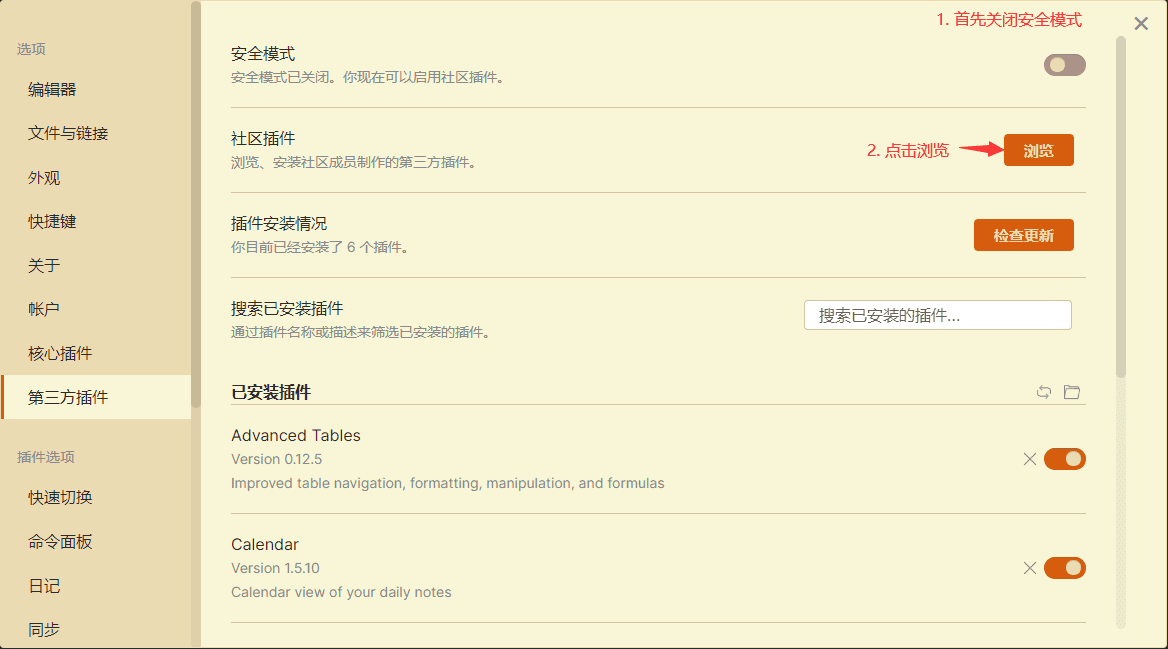 选项
编辑器
文件与链接
外观
快捷键
关于
帐户
核心插件
第三方插件
插件选项
快速切换
命令面板
日记
同步
1. 首先关闭安全模式
安全模式
安全模式已关闭。你现在可以启用社区插件。
社区插件
浏览、安装社区成员制作的第三方插件。
2. 点击浏览
浏览
插件安装情况
你目前已经安装了 6 个插件。
检查更新
搜索已安装插件
通过插件名称或描述来筛选已安装的插件。
搜索已安装的插件...
已安装插件
Advanced Tables
Version 0.12.5
Improved table navigation, formatting, manipulation, and formulas
Calendar
Version 1.5.10
Calendar view of your daily notes